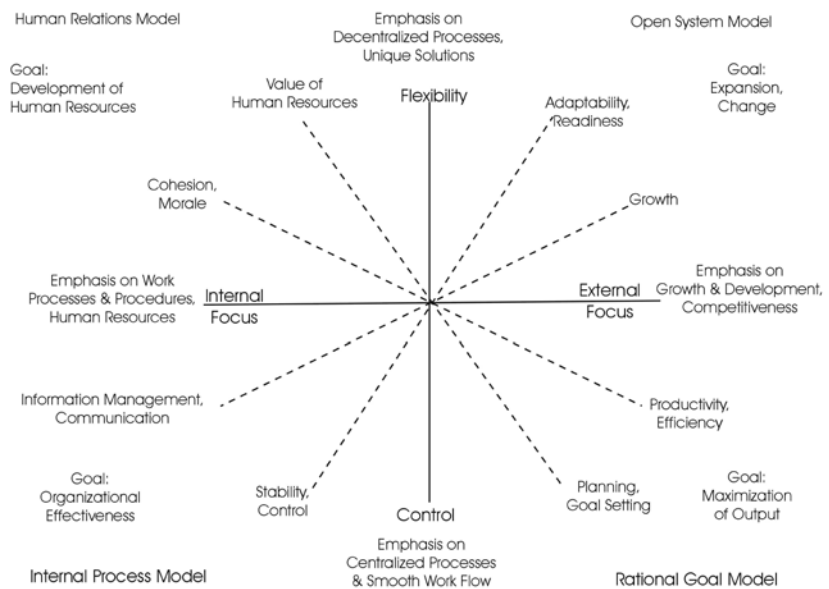 Human Relations Model
Emphasis on
Decentralized Processes,
Unique Solutions
Open System Model
Goal:
Development of
Human Resources
Value of
Human Resources
Flexibility
Adaptability,
Readiness
Goal:
Expansion,
Change
Cohesion,
Morale
Growth
Emphasis on Work
Processes & Procedures,
Human Resources
Internal
Focus
External
Focus
Emphasis on
Growth & Development,
Competitiveness
Information Management,
Communication
Productivity,
Efficiency
Goal:
Organizational
Effectiveness
Stability,
Control
Control
Planning,
Goal Setting
Goal:
Maximization
of Output
Emphasis on
Centralized Processes
& Smooth Work Flow
Internal Process Model
Rational Goal Model